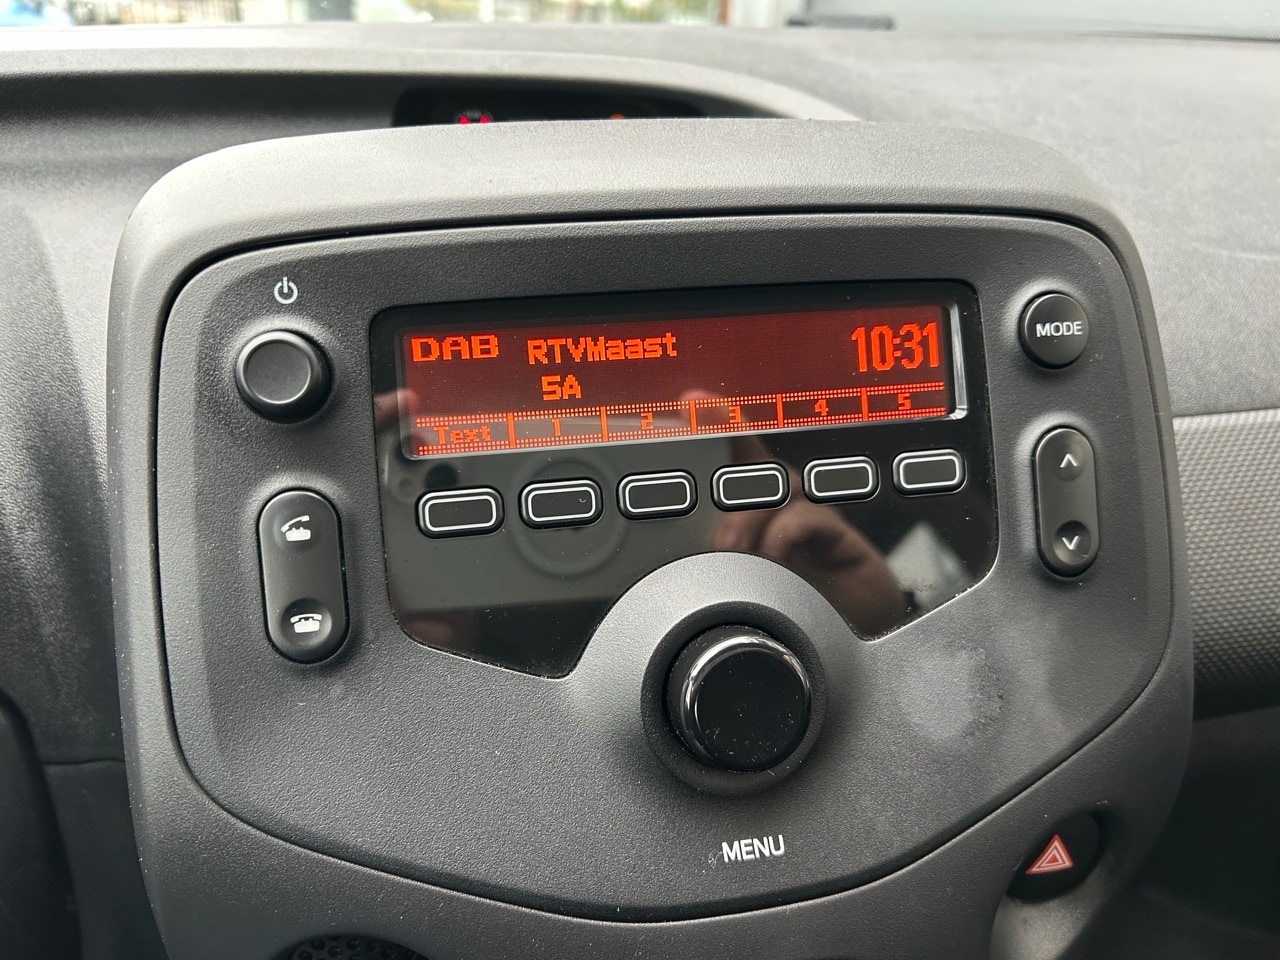 DAB RTVMaast 10:31
5A
Text 1 2 3 4 5
MODE
MENU